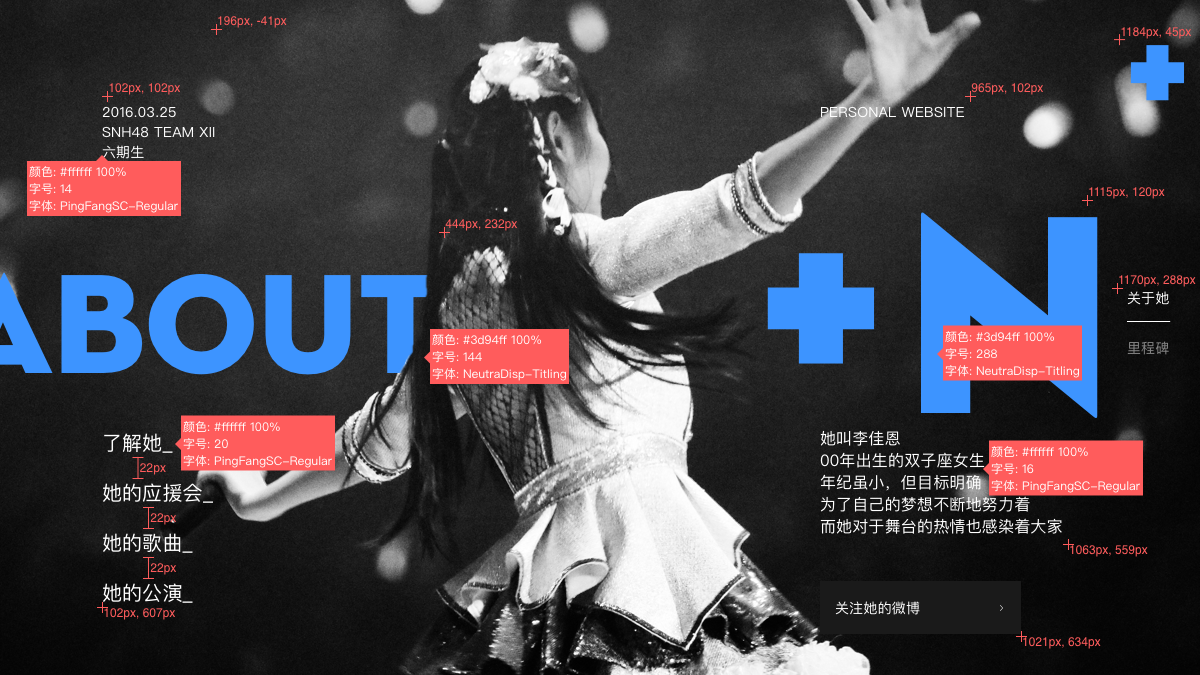 196px, -41px
1184px, 45px
102px, 102px
965px, 102px
2016.03.25
SNH48 TEAM XII
六期生
PERSONAL WEBSITE
颜色: #ffffff 100%
字号: 14
字体: PingFangSC-Regular
1115px, 120px
444px, 232px
1170px, 288px
关于她
里程碑
ABOUT
+ N
颜色: #3d94ff 100%
字号: 144
字体: NeutraDisp-Titling
颜色: #3d94ff 100%
字号: 288
字体: NeutraDisp-Titling
了解她_
颜色: #ffffff 100%
字号: 20
字体: PingFangSC-Regular
22px
她的应援会_
22px
她的歌曲_
22px
她的公演_
102px, 607px
她叫李佳恩
00年出生的双子座女生
年纪虽小，但目标明确
为了自己的梦想不断地努力着
而她对于舞台的热情也感染着大家
颜色: #ffffff 100%
字号: 16
字体: PingFangSC-Regular
1063px, 559px
关注她的微博 ›
1021px, 634px